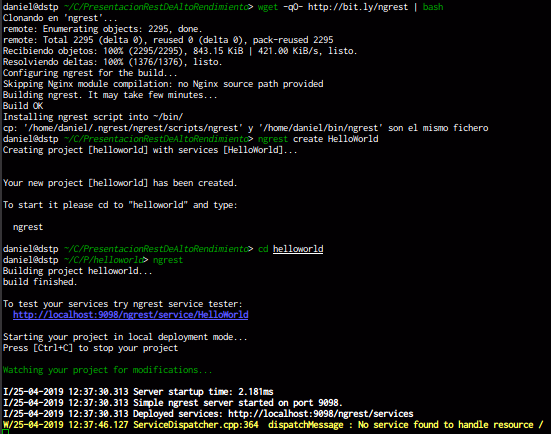 daniel@dstp ~/C/PresentacionRestDeAltoRendimiento> wget -qO- http://bit.ly/ngrest | bash
Clonando en 'ngrest'...
remote: Enumerating objects: 2295, done.
remote: Total 2295 (delta 0), reused 0 (delta 0), pack-reused 2295
Recibiendo objetos: 100% (2295/2295), 843.15 KiB | 421.00 KiB/s, listo.
Resolviendo deltas: 100% (1376/1376), listo.
Configuring ngrest for the build...
Skipping Nginx module compilation: no Nginx source path provided
Building ngrest. It may take few minutes...
Build OK
Installing ngrest script into ~/bin/
cp: '/home/daniel/.ngrest/ngrest/scripts/ngrest' y '/home/daniel/bin/ngrest' son el mismo fichero
daniel@dstp ~/C/PresentacionRestDeAltoRendimiento> ngrest create HelloWorld
Creating project [helloworld] with services [HelloWorld]...
Your new project [helloworld] has been created.
To start it please cd to "helloworld" and type:
ngrest
daniel@dstp ~/C/PresentacionRestDeAltoRendimiento> cd helloworld
daniel@dstp ~/C/P/helloworld> ngrest
Building project helloworld...
build finished.
To test your services try ngrest service tester:
http://localhost:9098/ngrest/service/HelloWorld
Starting your project in local deployment mode...
Press [Ctrl+C] to stop your project
Watching your project for modifications...
I/25-04-2019 12:37:30.313 Server startup time: 2.181ms
I/25-04-2019 12:37:30.313 Simple ngrest server started on port 9098.
I/25-04-2019 12:37:30.313 Deployed services: http://localhost:9098/ngrest/services
W/25-04-2019 12:37:46.127 ServiceDispatcher.cpp:364 dispatchMessage : No service found to handle resource /